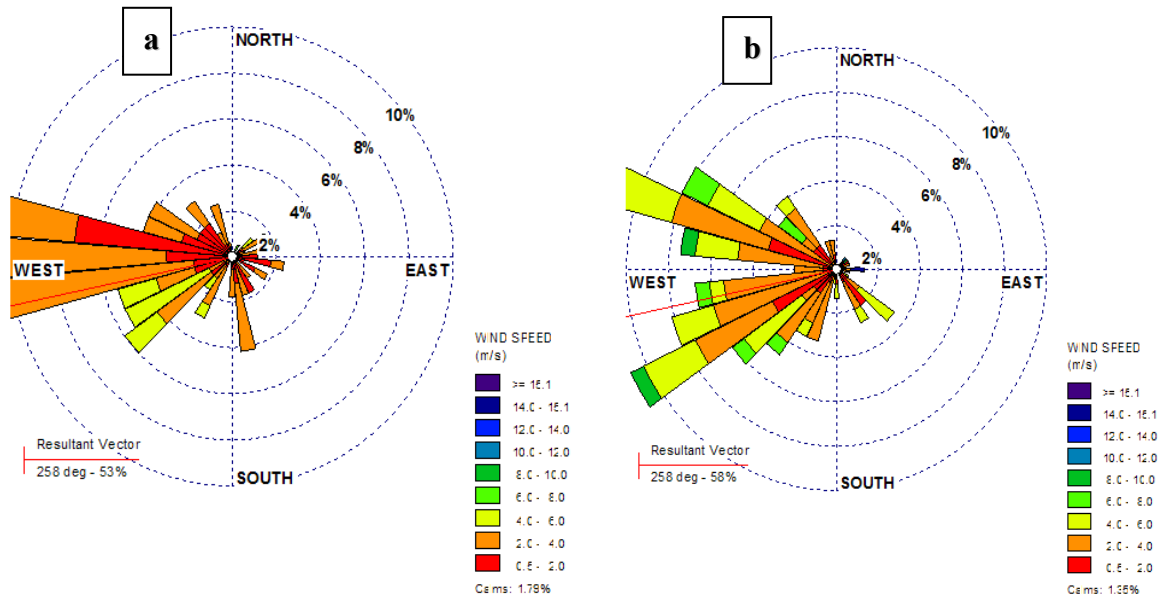 a
NORTH
10%
8%
6%
4%
2%
WEST
EAST
WIND SPEED
(m/s)
>= 16.1
14.0 - 16.1
12.0 - 14.0
10.0 - 12.0
8.0 - 10.0
6.0 - 8.0
4.0 - 6.0
2.0 - 4.0
0.5 - 2.0
Calms: 1.79%
Resultant Vector
258 deg - 53%
SOUTH
b
NORTH
10%
8%
6%
4%
2%
WEST
EAST
WIND SPEED
(m/s)
>= 16.1
14.0 - 16.1
12.0 - 14.0
10.0 - 12.0
8.0 - 10.0
6.0 - 8.0
4.0 - 6.0
2.0 - 4.0
0.5 - 2.0
Calms: 1.35%
Resultant Vector
258 deg - 58%
SOUTH